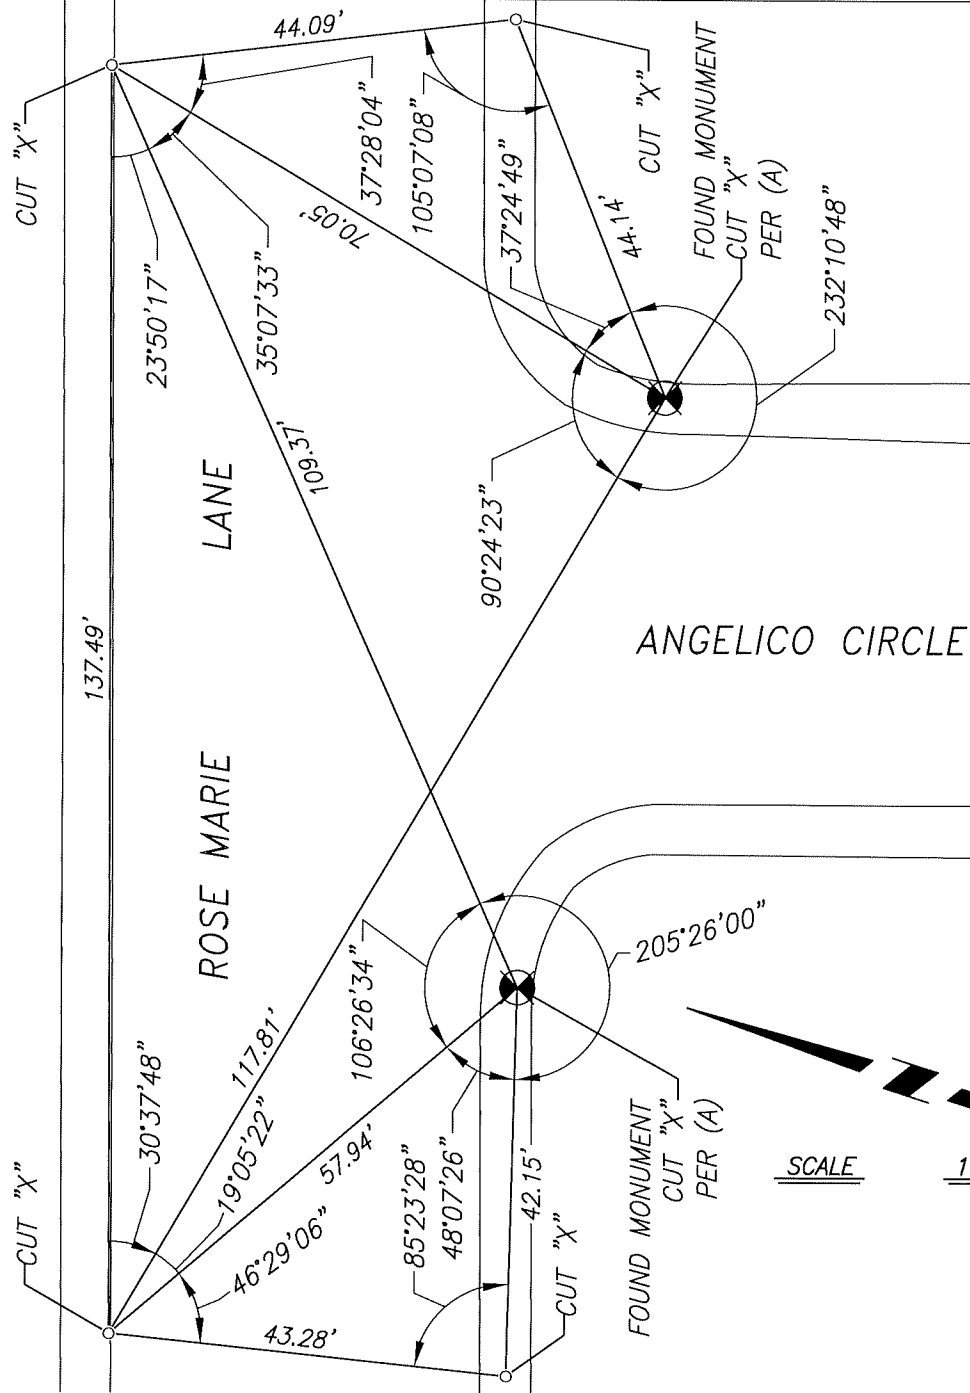 44.09'
CUT "X"
37°28'04"
105°07'08"
37°24'49"
CUT "X"
FOUND MONUMENT
CUT "X"
PER (A)
232°10'48"
23°50'17"
35°07'33"
70.05'
44.14'
109.37'
90°24'23"
LANE
137.49'
ANGELICO CIRCLE
ROSE MARIE
106°26'34"
205°26'00"
117.81'
30°37'48"
19°05'22"
46°29'06"
57.94'
85°23'28"
48°07'26"
42.15'
FOUND MONUMENT
CUT "X"
PER (A)
SCALE 1
CUT "X"
43.28'
CUT "X"